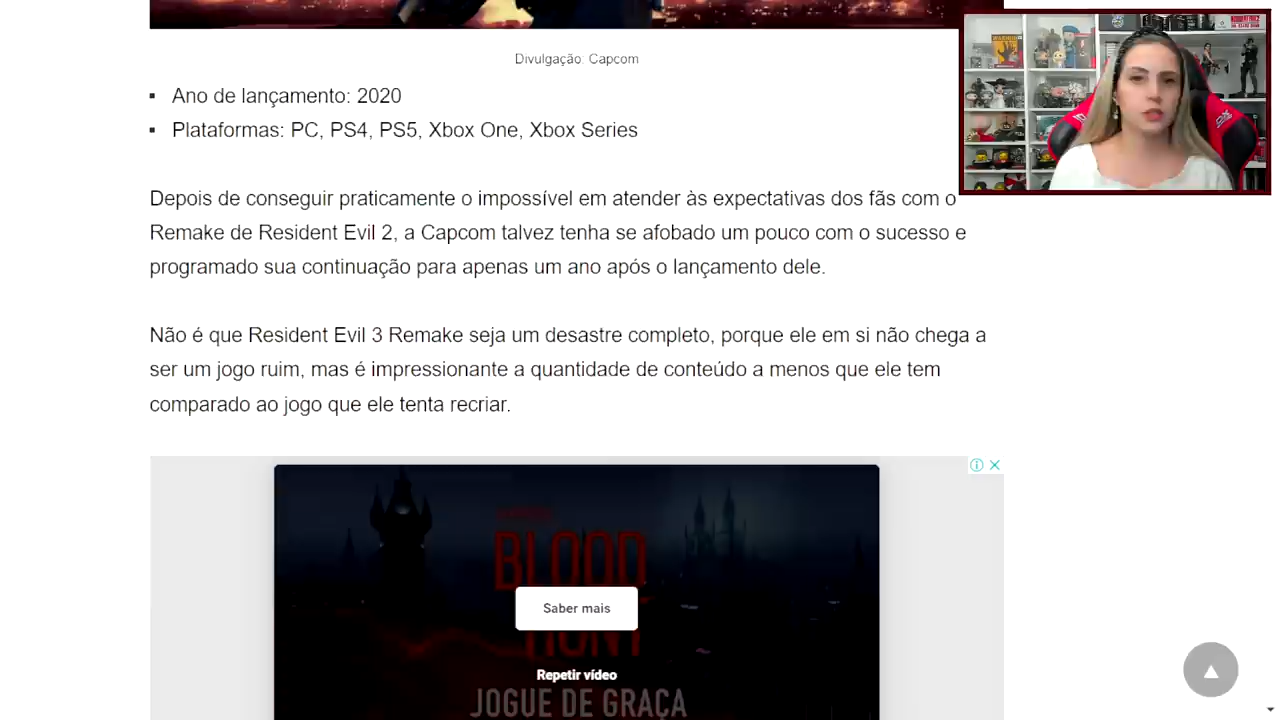 Divulgação: Capcom
Ano de lançamento: 2020
Plataformas: PC, PS4, PS5, Xbox One, Xbox Series
Depois de conseguir praticamente o impossível em atender às expectativas dos fãs com o
Remake de Resident Evil 2, a Capcom talvez tenha se afobado um pouco com o sucesso e
programado sua continuação para apenas um ano após o lançamento dele.
Não é que Resident Evil 3 Remake seja um desastre completo, porque ele em si não chega a
ser um jogo ruim, mas é impressionante a quantidade de conteúdo a menos que ele tem
comparado ao jogo que ele tenta recriar.
BLOOD
HUNT
Saber mais
Repetir vídeo
JOGUE DE GRAÇA